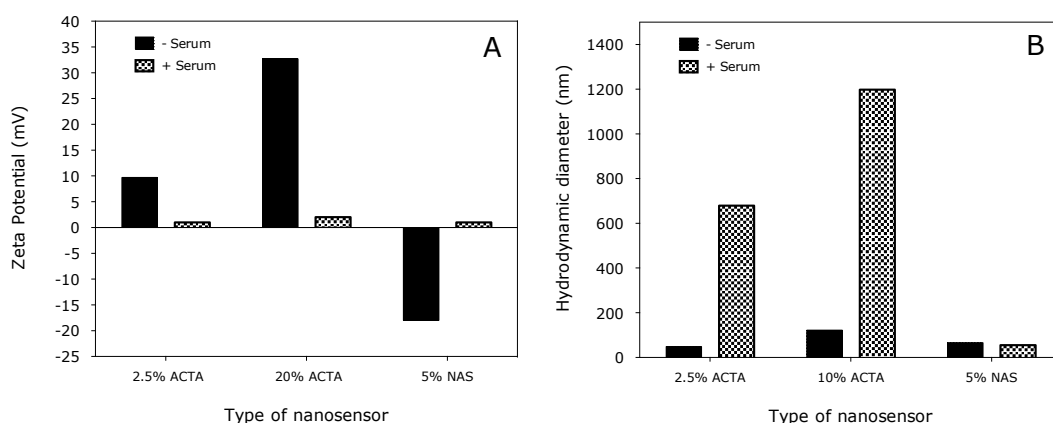 A
- Serum
+ Serum
Zeta Potential (mV)
40
35
30
25
20
15
10
5
0
-5
-10
-15
-20
-25
2.5% ACTA 20% ACTA 5% NAS
Type of nanosensor
B
- Serum
+ Serum
Hydrodynamic diameter (nm)
1400
1200
1000
800
600
400
200
0
2.5% ACTA 10% ACTA 5% NAS
Type of nanosensor